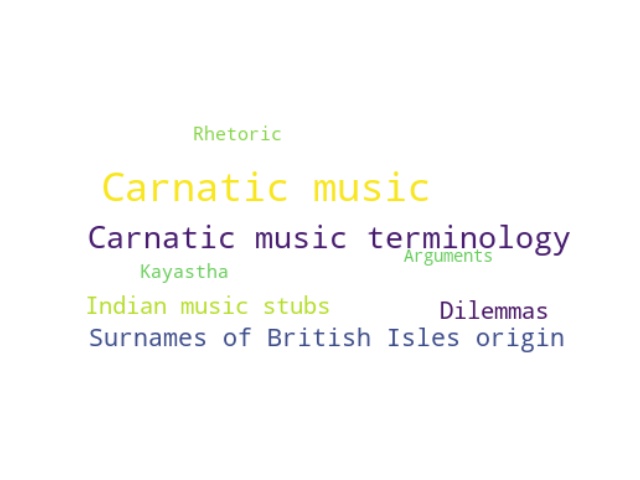 Rhetoric
Carnatic music
Carnatic music terminology
Arguments
Kayastha
Indian music stubs
Dilemmas
Surnames of British Isles origin